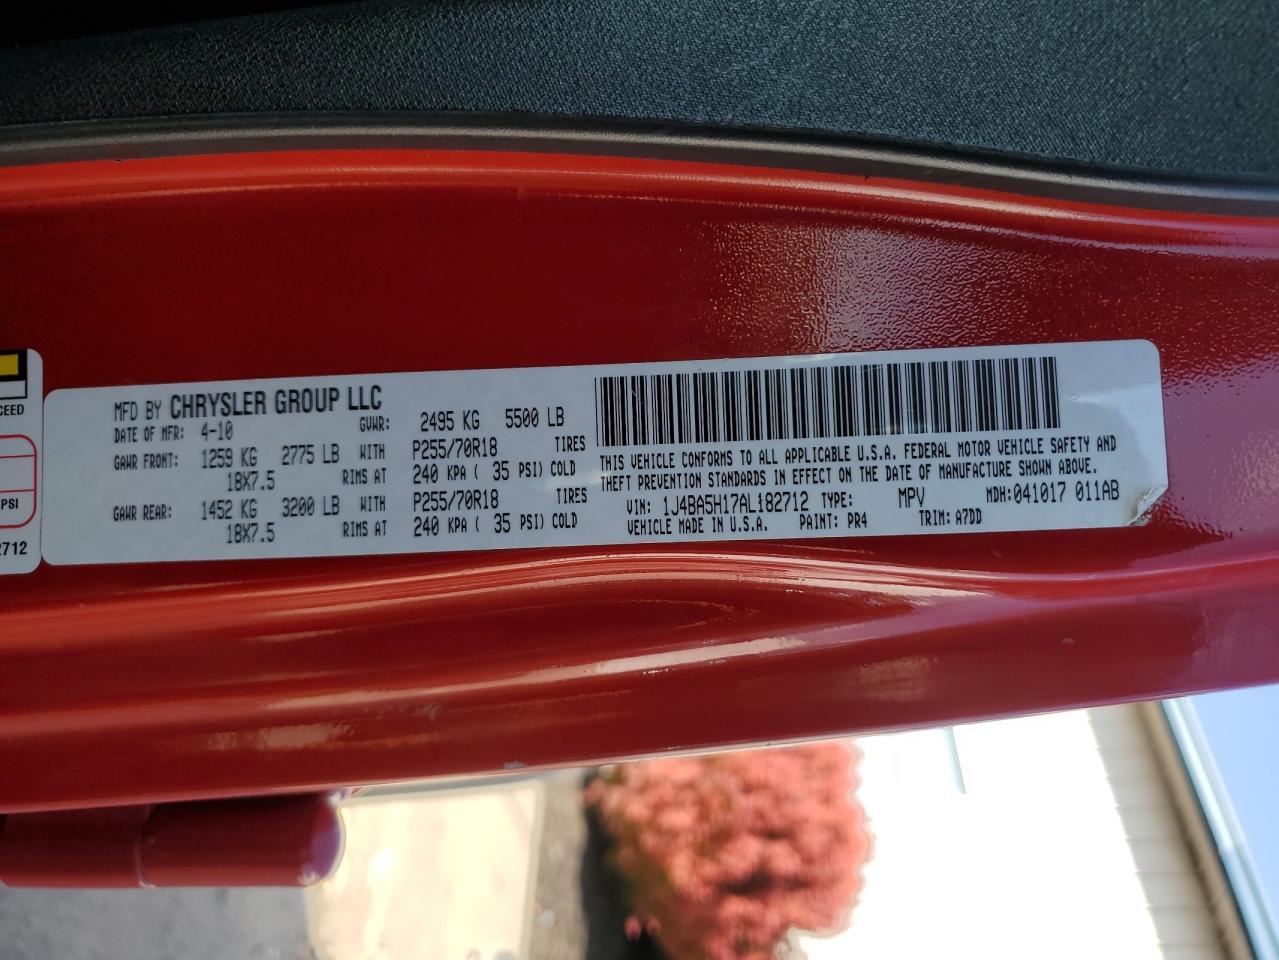 CEED
PSI
2712
MFD BY CHRYSLER GROUP LLC
DATE OF MFR: 4-10 GVWR: 2495 KG 5500 LB
GAWR FRONT: 1259 KG 2775 LB WITH P255/70R18 TIRES
18X7.5 RIMS AT 240 KPA ( 35 PSI) COLD
GAWR REAR: 1452 KG 3200 LB WITH P255/70R18 TIRES
18X7.5 RIMS AT 240 KPA ( 35 PSI) COLD
THIS VEHICLE CONFORMS TO ALL APPLICABLE U.S.A. FEDERAL MOTOR VEHICLE SAFETY AND
THEFT PREVENTION STANDARDS IN EFFECT ON THE DATE OF MANUFACTURE SHOWN ABOVE.
VIN: 1J4BA5H17AL182712 TYPE: MPV MDH: 041017 011AB
VEHICLE MADE IN U.S.A. PAINT: PR4 TRIM: A7DD